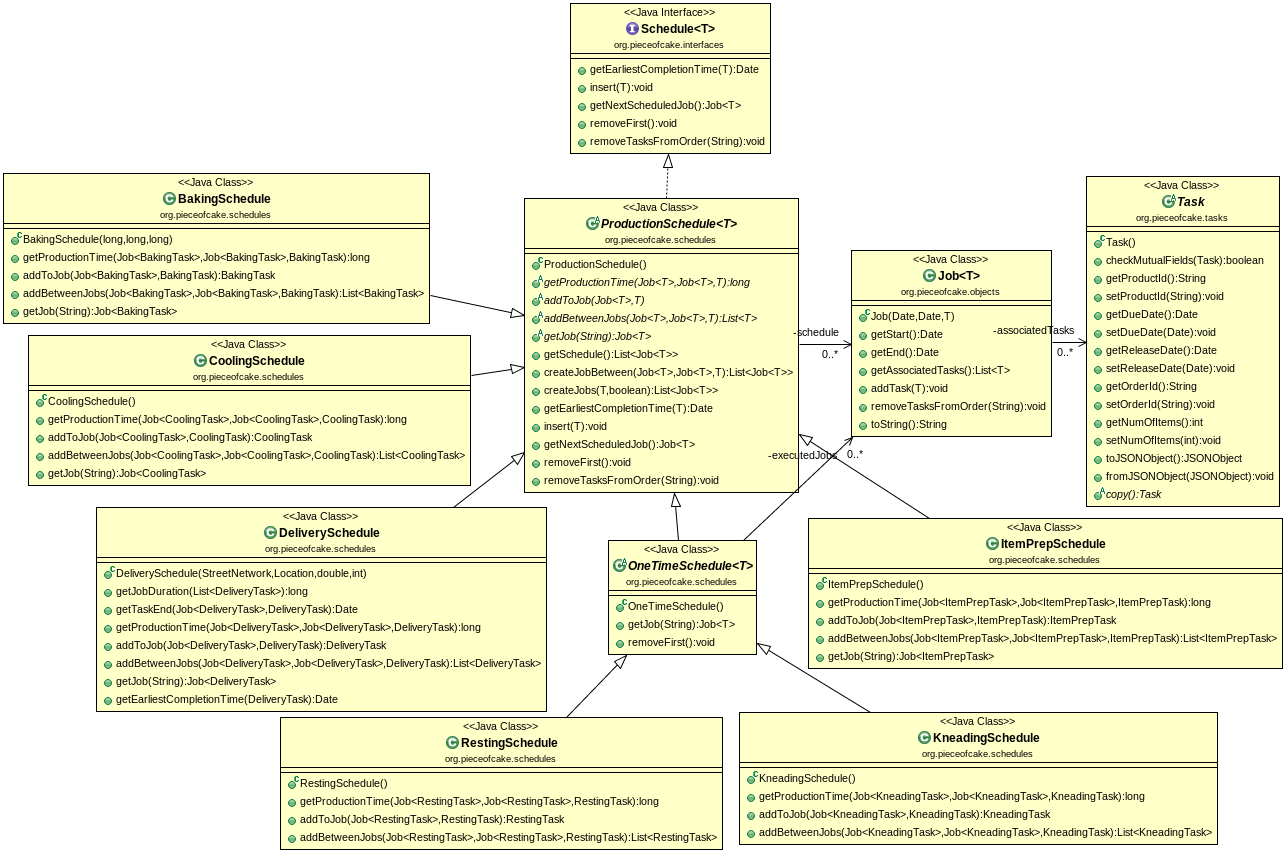 <<Java Interface>>
Schedule<T>
org.pieceofcake.interfaces
getEarliestCompletionTime(T):Date
insert(T):void
getNextScheduledJob():Job<T>
removeFirst():void
removeTasksFromOrder(String):void
<<Java Class>>
BakingSchedule
org.pieceofcake.schedules
BakingSchedule(long,long,long)
getProductionTime(Job<BakingTask>,Job<BakingTask>,BakingTask):long
addToJob(Job<BakingTask>,BakingTask):BakingTask
addBetweenJobs(Job<BakingTask>,Job<BakingTask>,BakingTask):List<BakingTask>
getJob(String):Job<BakingTask>
<<Java Class>>
ProductionSchedule<T>
org.pieceofcake.schedules
ProductionSchedule()
getProductionTime(Job<T>,Job<T>,T):long
addToJob(Job<T>,T)
addBetweenJobs(Job<T>,Job<T>,T):List<T>
getJob(String):Job<T>
getSchedule():List<Job<T>>
createJobBetween(Job<T>,Job<T>,T):List<Job<T>>
createJobs(T,boolean):List<Job<T>>
getEarliestCompletionTime(T):Date
insert(T):void
getNextScheduledJob():Job<T>
removeFirst():void
removeTasksFromOrder(String):void
-schedule
0..*
<<Java Class>>
Job<T>
org.pieceofcake.objects
Job(Date,Date,T)
getStart():Date
getEnd():Date
getAssociatedTasks():List<T>
addTask(T):void
removeTasksFromOrder(String):void
toString():String
-associatedTasks
0..*
<<Java Class>>
Task
org.pieceofcake.tasks
Task()
checkMutualFields(Task):boolean
getProductId():String
setProductId(String):void
getDueDate():Date
setDueDate(Date):void
getReleaseDate():Date
setReleaseDate(Date):void
getOrderId():String
setOrderId(String):void
getNumOfItems():int
setNumOfItems(int):void
toJSONObject():JSONObject
fromJSONObject(JSONObject):void
copy():Task
<<Java Class>>
CoolingSchedule
org.pieceofcake.schedules
CoolingSchedule()
getProductionTime(Job<CoolingTask>,Job<CoolingTask>,CoolingTask):long
addToJob(Job<CoolingTask>,CoolingTask):CoolingTask
addBetweenJobs(Job<CoolingTask>,Job<CoolingTask>,CoolingTask):List<CoolingTask>
getJob(String):Job<CoolingTask>
-executedJobs
0..*
<<Java Class>>
DeliverySchedule
org.pieceofcake.schedules
DeliverySchedule(StreetNetwork,Location,double,int)
getJobDuration(List<DeliveryTask>):long
getTaskEnd(Job<DeliveryTask>,DeliveryTask):Date
getProductionTime(Job<DeliveryTask>,Job<DeliveryTask>,DeliveryTask):long
addToJob(Job<DeliveryTask>,DeliveryTask):DeliveryTask
addBetweenJobs(Job<DeliveryTask>,Job<DeliveryTask>,DeliveryTask):List<DeliveryTask>
getJob(String):Job<DeliveryTask>
getEarliestCompletionTime(DeliveryTask):Date
<<Java Class>>
OneTimeSchedule<T>
org.pieceofcake.schedules
OneTimeSchedule()
getJob(String):Job<T>
removeFirst():void
<<Java Class>>
ItemPrepSchedule
org.pieceofcake.schedules
ItemPrepSchedule()
getProductionTime(Job<ItemPrepTask>,Job<ItemPrepTask>,ItemPrepTask):long
addToJob(Job<ItemPrepTask>,ItemPrepTask):ItemPrepTask
addBetweenJobs(Job<ItemPrepTask>,Job<ItemPrepTask>,ItemPrepTask):List<ItemPrepTask>
getJob(String):Job<ItemPrepTask>
<<Java Class>>
RestingSchedule
org.pieceofcake.schedules
RestingSchedule()
getProductionTime(Job<RestingTask>,Job<RestingTask>,RestingTask):long
addToJob(Job<RestingTask>,RestingTask):RestingTask
addBetweenJobs(Job<RestingTask>,Job<RestingTask>,RestingTask):List<RestingTask>
<<Java Class>>
KneadingSchedule
org.pieceofcake.schedules
KneadingSchedule()
getProductionTime(Job<KneadingTask>,Job<KneadingTask>,KneadingTask):long
addToJob(Job<KneadingTask>,KneadingTask):KneadingTask
addBetweenJobs(Job<KneadingTask>,Job<KneadingTask>,KneadingTask):List<KneadingTask>